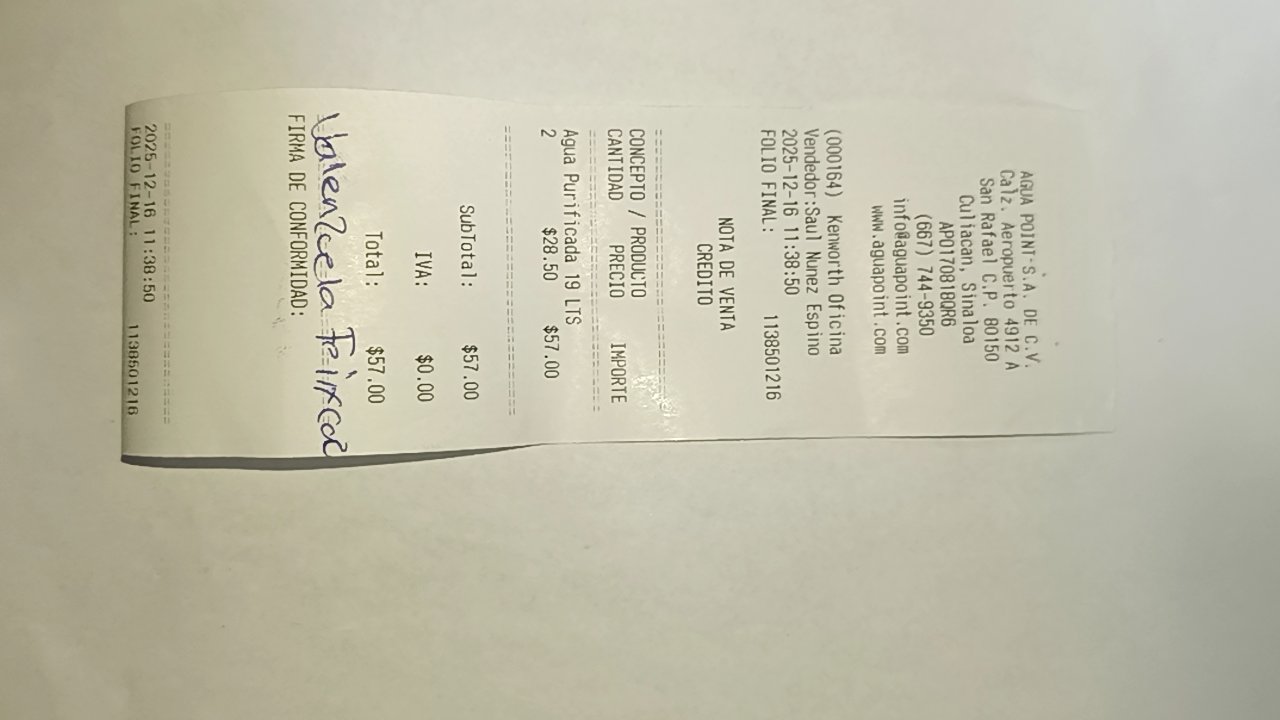 AGUA POINT S.A. DE C.V.
Calz. Aeropuerto 4912 A
San Rafael C.P. 80150
Culiacan, Sinaloa
APO170818QR6
(667) 744-9350
info@aguapoint.com
www.aguapoint.com
(000164) Kenworth Oficina
Vendedor:Saul Nunez Espino
2025-12-16 11:38:50
FOLIO FINAL: 1138501216
NOTA DE VENTA
CREDITO
=====================================
CONCEPTO / PRODUCTO
CANTIDAD PRECIO IMPORTE
=====================================
Agua Purificada 19 LTS
2 $28.50 $57.00
=====================================
SubTotal: $57.00
IVA: $0.00
Total: $57.00
Valenzuela
FIRMA DE CONFORMIDAD:
=====================================
2025-12-16 11:38:50
FOLIO FINAL: 1138501216